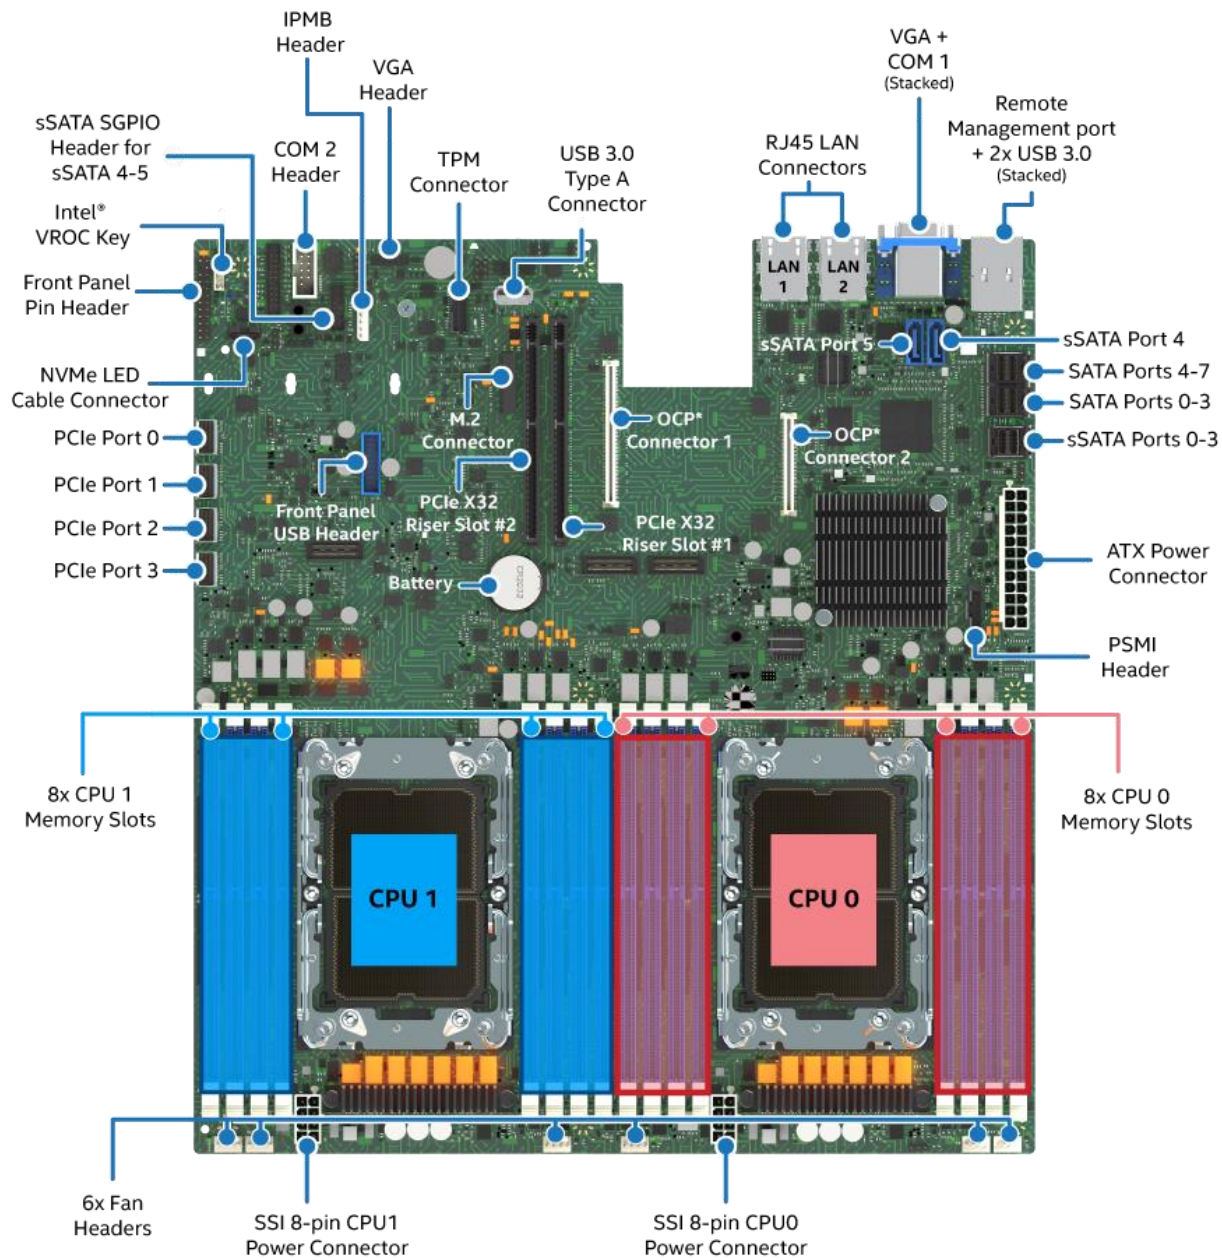 IPMB
Header
VGA
Header
VGA +
COM 1
(Stacked)
Remote
Management port
+ 2x USB 3.0
(Stacked)
sSATA SGPIO
Header for
sSATA 4-5
COM 2
Header
TPM
Connector
USB 3.0
Type A
Connector
RJ45 LAN
Connectors
Intel®
VROC Key
Front Panel
Pin Header
LAN
1
LAN
2
NVMe LED
Cable Connector
sSATA Port 5
sSATA Port 4
SATA Ports 4-7
SATA Ports 0-3
sSATA Ports 0-3
M.2
Connector
OCP*
Connector 1
OCP*
Connector 2
PCIe Port 0
PCIe Port 1
PCIe Port 2
PCIe Port 3
Front Panel
USB Header
PCIe X32
Riser Slot #2
PCIe X32
Riser Slot #1
ATX Power
Connector
Battery
CR2032
PSMI
Header
8x CPU 1
Memory Slots
8x CPU 0
Memory Slots
CPU 1
CPU 0
6x Fan
Headers
SSI 8-pin CPU1
Power Connector
SSI 8-pin CPU0
Power Connector